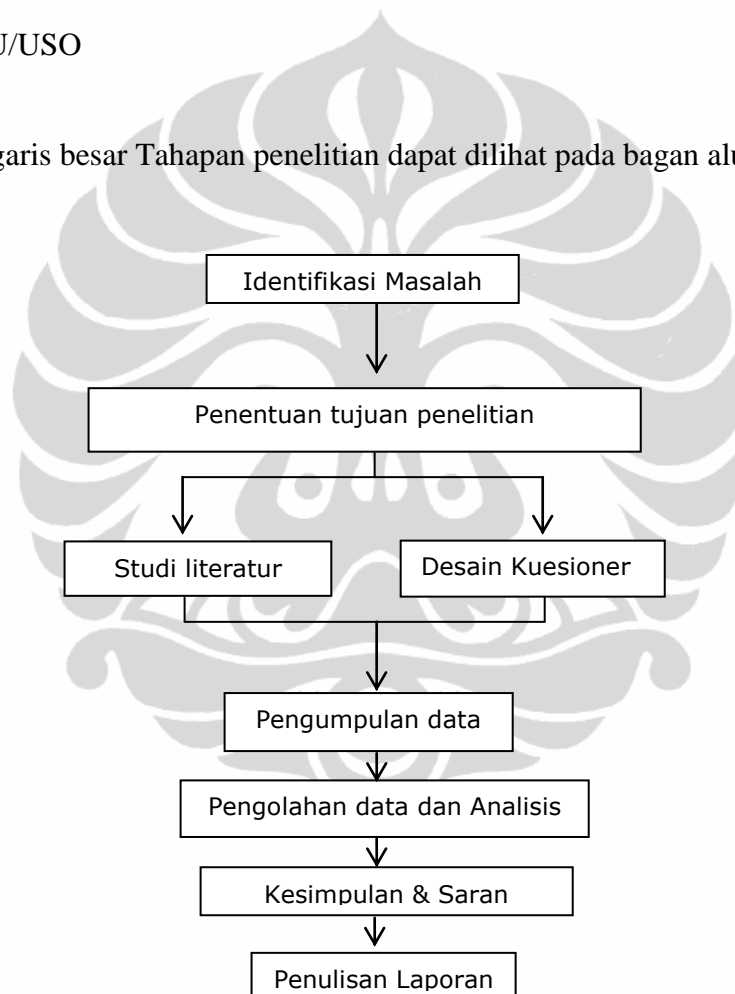 /USO
garis besar Tahapan penelitian dapat dilihat pada bagan
Identifikasi Masalah
Penentuan tujuan penelitian
Studi literatur
Desain Kuesioner
Pengumpulan data
Pengolahan data dan Analisis
Kesimpulan & Saran
Penulisan Laporan